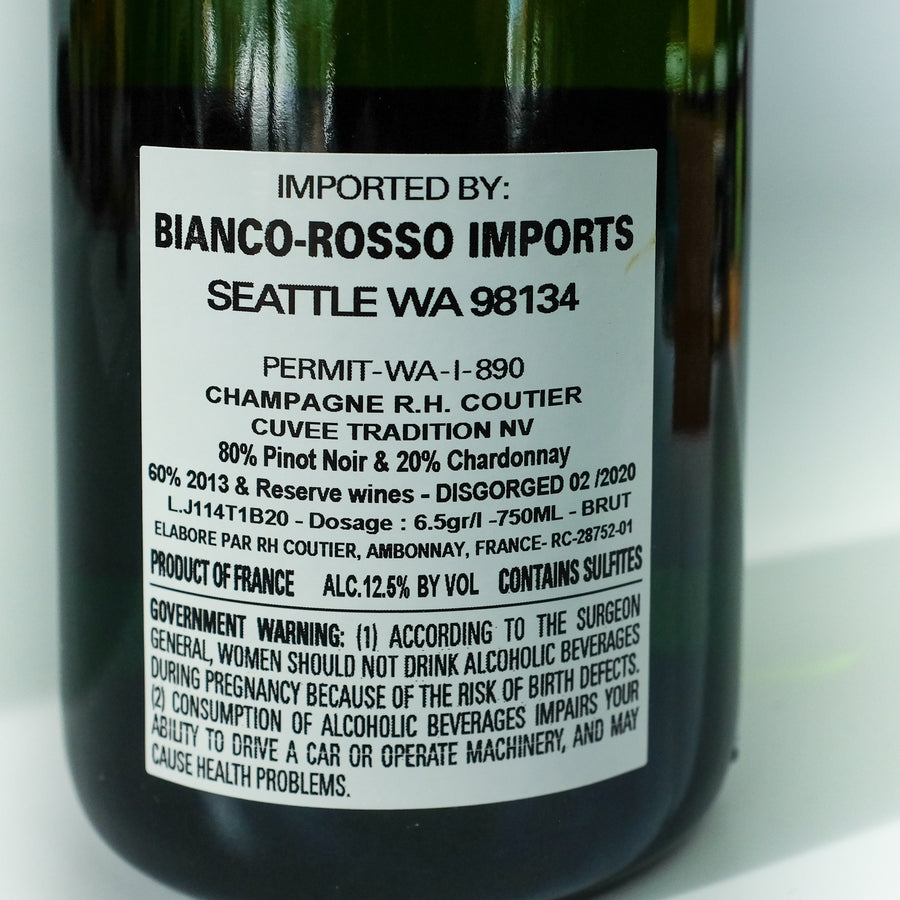 IMPORTED BY:
BIANCO-ROSSO IMPORTS
SEATTLE WA 98134
PERMIT-WA-I-890
CHAMPAGNE R.H. COUTIER
CUVEE TRADITION NV
80% Pinot Noir & 20% Chardonnay
60% 2013 & Reserve wines - DISGORGED 02 /2020
L.J114T1B20 - Dosage : 6.5gr/l -750ML - BRUT
ELABORE PAR RH COUTIER, AMBONNAY, FRANCE- RC-28752-01
PRODUCT OF FRANCE ALC.12.5% BY VOL CONTAINS SULFITES
GOVERNMENT WARNING: (1) ACCORDING TO THE SURGEON
GENERAL, WOMEN SHOULD NOT DRINK ALCOHOLIC BEVERAGES
DURING PREGNANCY BECAUSE OF THE RISK OF BIRTH DEFECTS.
(2) CONSUMPTION OF ALCOHOLIC BEVERAGES IMPAIRS YOUR
ABILITY TO DRIVE A CAR OR OPERATE MACHINERY, AND MAY
CAUSE HEALTH PROBLEMS.